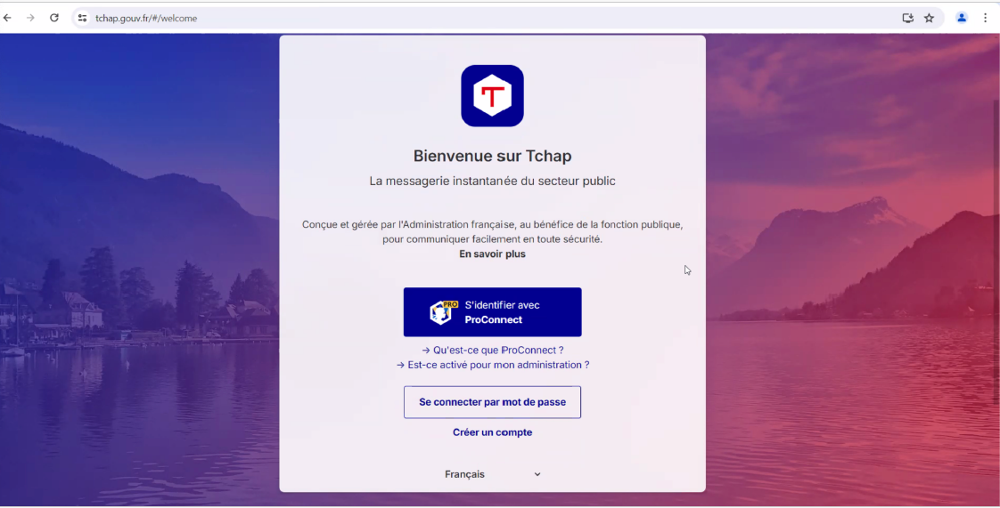 tchap.gouv.fr/#/welcome
T
Bienvenue sur Tchap
La messagerie instantanée du secteur public
Conçue et gérée par l'Administration française, au bénéfice de la fonction publique,
pour communiquer facilement en toute sécurité.
En savoir plus
PRO
S'identifier avec
ProConnect
→ Qu'est-ce que ProConnect ?
→ Est-ce activé pour mon administration ?
Se connecter par mot de passe
Créer un compte
Français